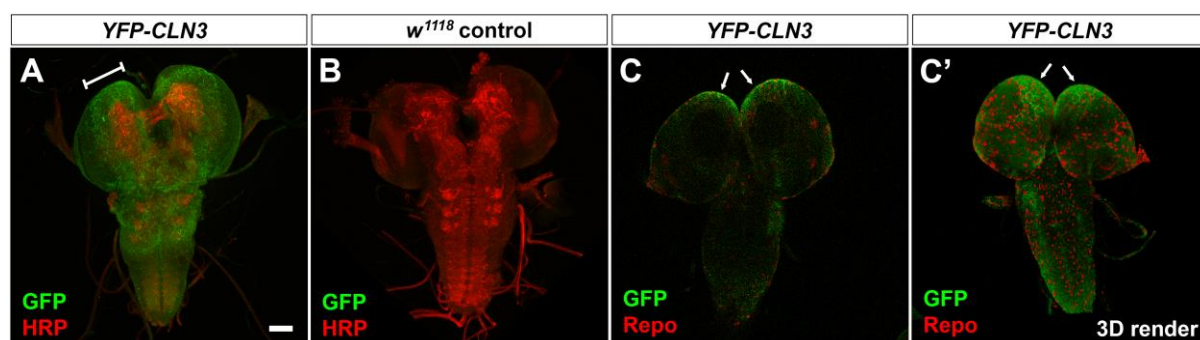 YFP-CLN3
w1118 control
YFP-CLN3
YFP-CLN3
A
B
C
C’
GFP
HRP
GFP
HRP
GFP
Repo
GFP
Repo
3D render